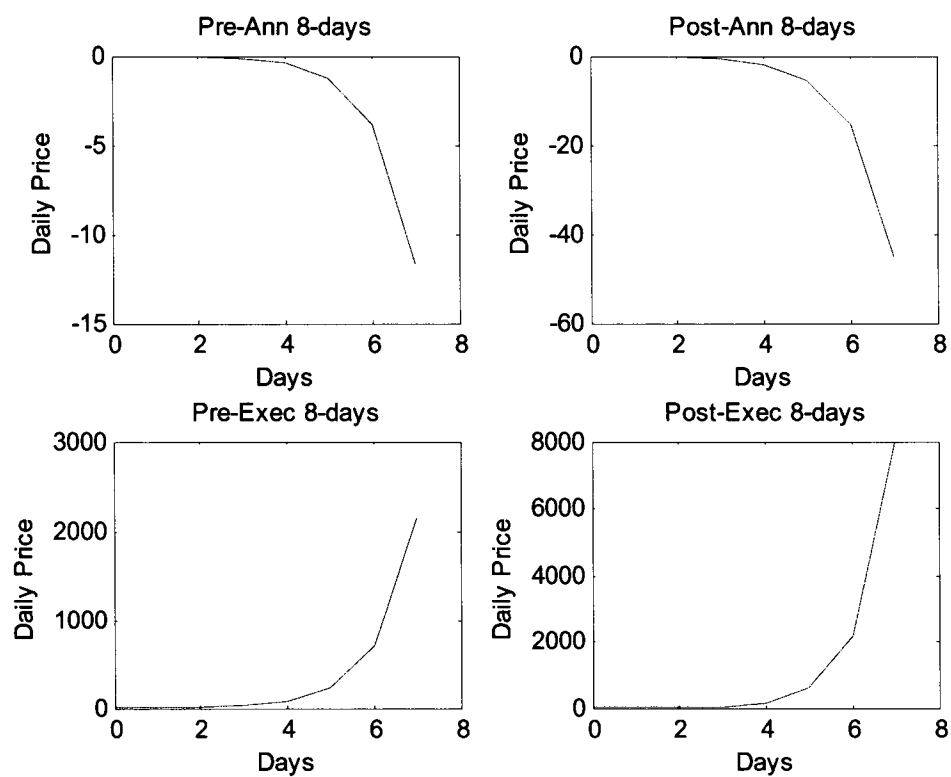 Pre-Ann 8-days
0
-5
-10
-15
Daily Price
0 2 4 6 8
Days
Post-Ann 8-days
0
-20
-40
-60
Daily Price
0 2 4 6 8
Days
Pre-Exec 8-days
3000
2000
1000
0
Daily Price
0 2 4 6 8
Days
Post-Exec 8-days
8000
6000
4000
2000
0
Daily Price
0 2 4 6 8
Days